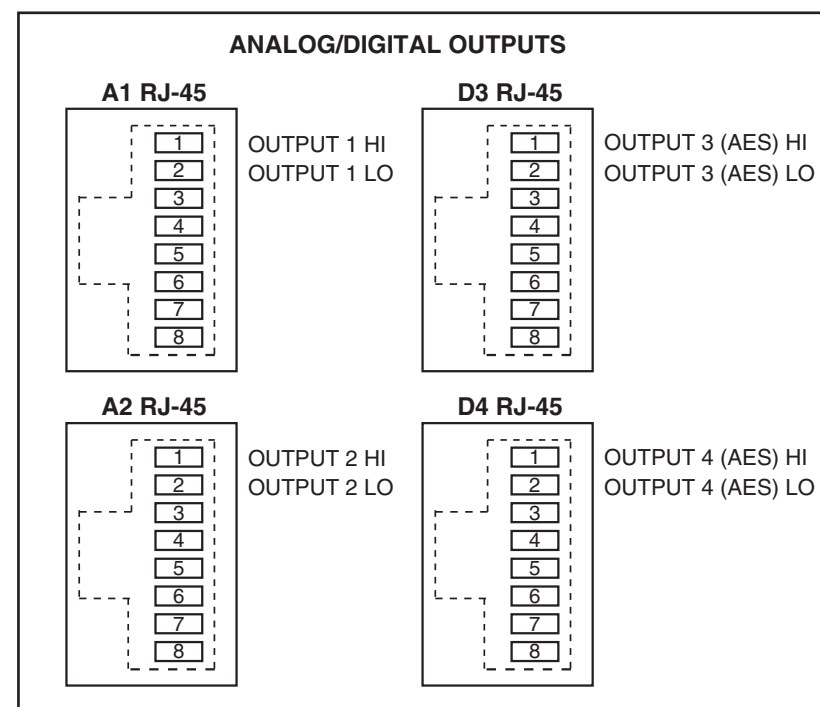 ANALOG/DIGITAL OUTPUTS
A1 RJ-45
1 OUTPUT 1 HI
2 OUTPUT 1 LO
3
4
5
6
7
8
D3 RJ-45
1 OUTPUT 3 (AES) HI
2 OUTPUT 3 (AES) LO
3
4
5
6
7
8
A2 RJ-45
1 OUTPUT 2 HI
2 OUTPUT 2 LO
3
4
5
6
7
8
D4 RJ-45
1 OUTPUT 4 (AES) HI
2 OUTPUT 4 (AES) LO
3
4
5
6
7
8